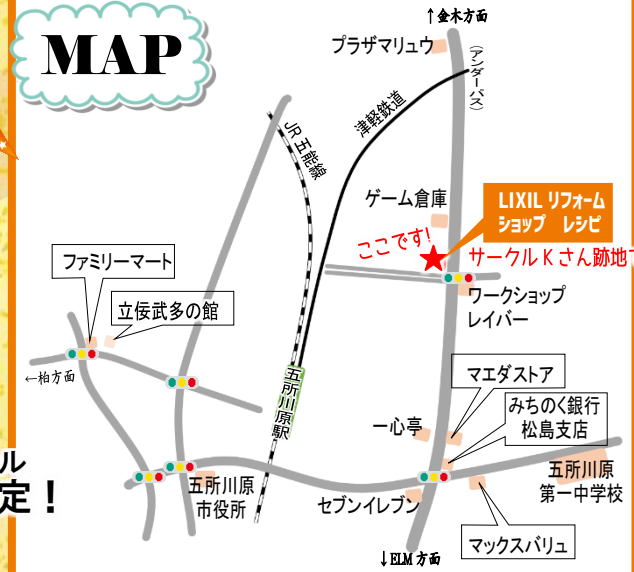 MAP
↑金木方面
プラザマリュウ
(アンダーパス)
津軽鉄道
JR 五能線
ゲーム倉庫
LIXIL リフォーム
ショップ レシピ
ここです!
サークルKさん跡地
ファミリーマート
立佞武多の館
ワークショップ
レイバー
←柏方面
五所川原駅
マエダストア
みちのく銀行
松島支店
一心亭
ル
定！
五所川原
市役所
セブンイレブン
五所川原
第一中学校
マックスバリュ
↓ELM方面